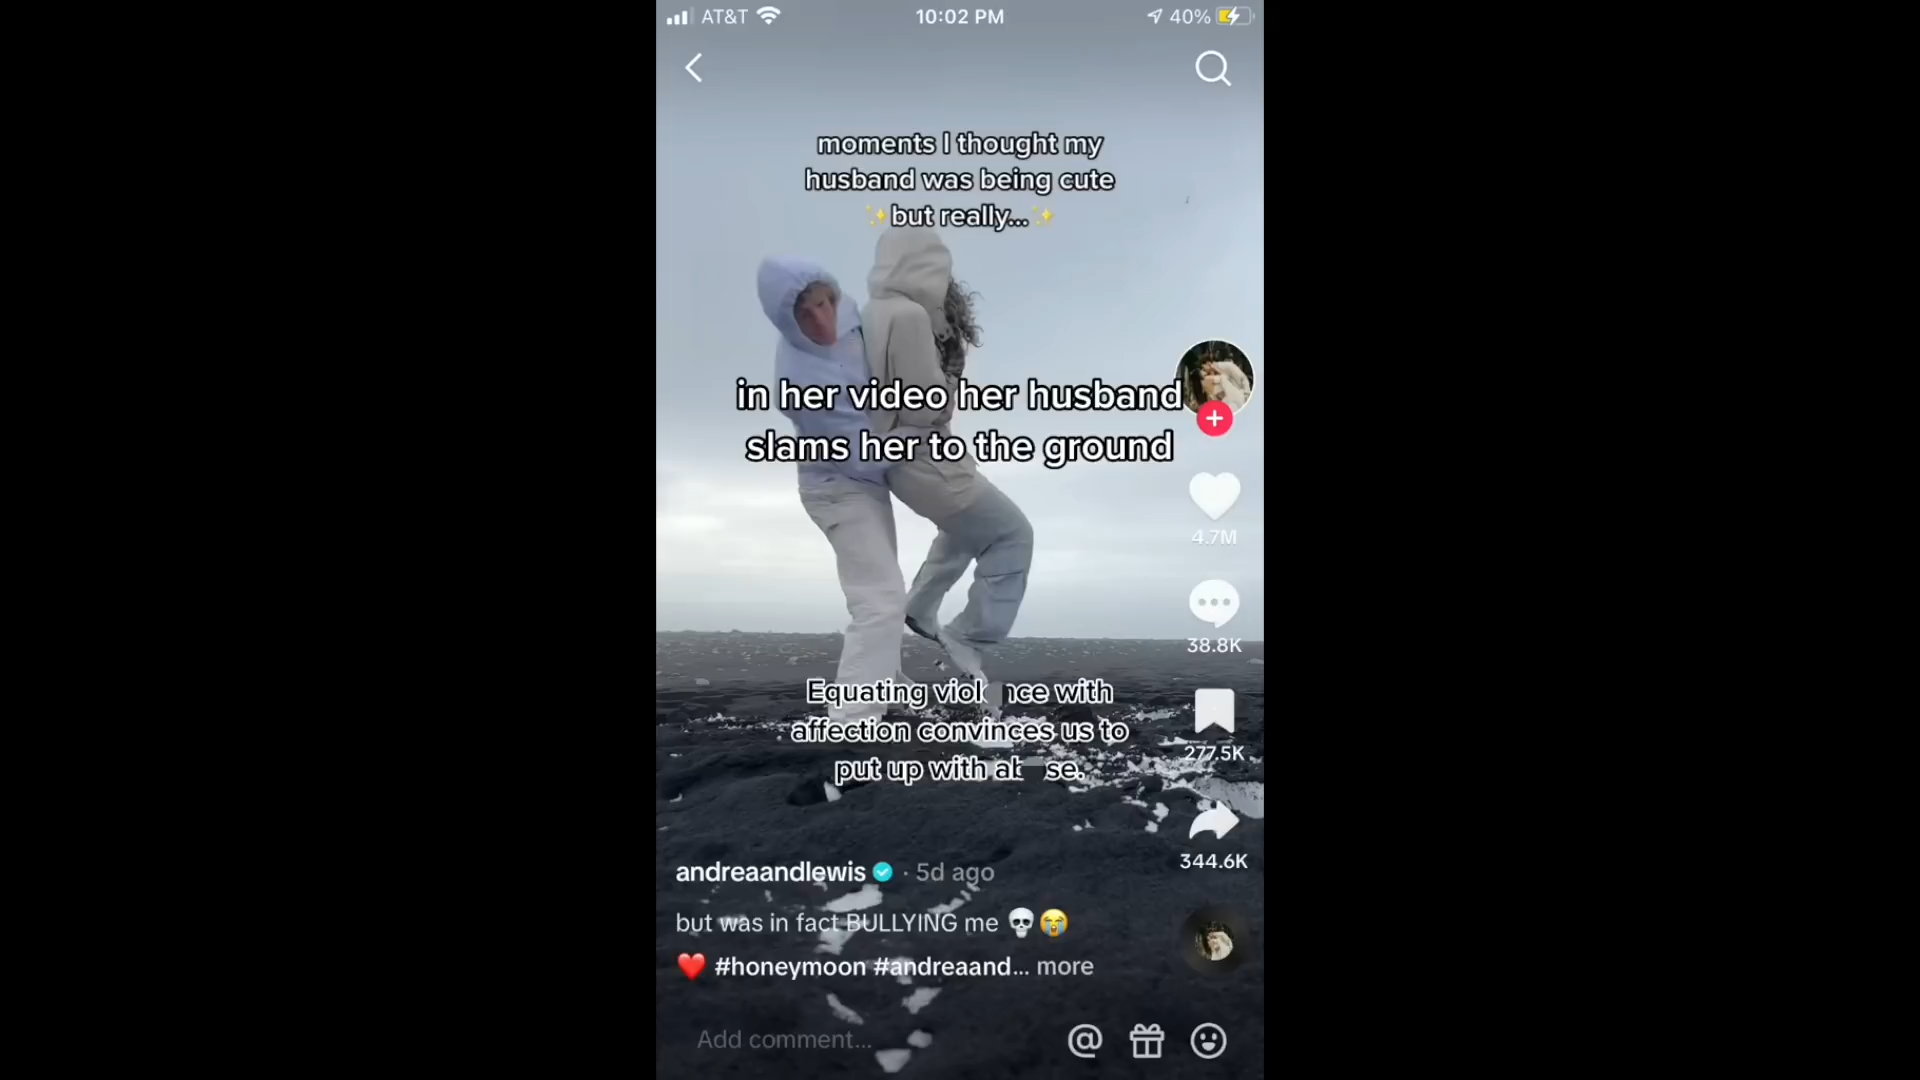 AT&T
10:02 PM
40%
moments I thought my
husband was being cute
✨but really...✨
in her video her husband
slams her to the ground
4.7M
38.8K
Equating viol nce with
affection convinces us to
put up with ab se.
277.5K
344.6K
andreaandlewis · 5d ago
but was in fact BULLYING me 💀😭
❤️ #honeymoon #andreaand... more
Add comment...
@